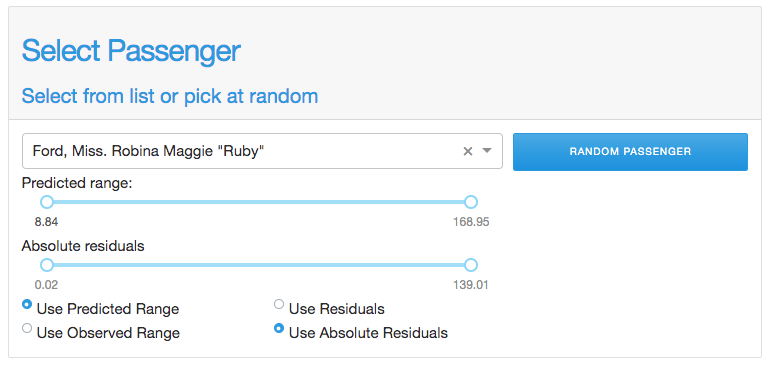 Select Passenger
Select from list or pick at random
Ford, Miss. Robina Maggie "Ruby"
RANDOM PASSENGER
Predicted range:
8.84 168.95
Absolute residuals
0.02 139.01
Use Predicted Range Use Residuals
Use Observed Range Use Absolute Residuals